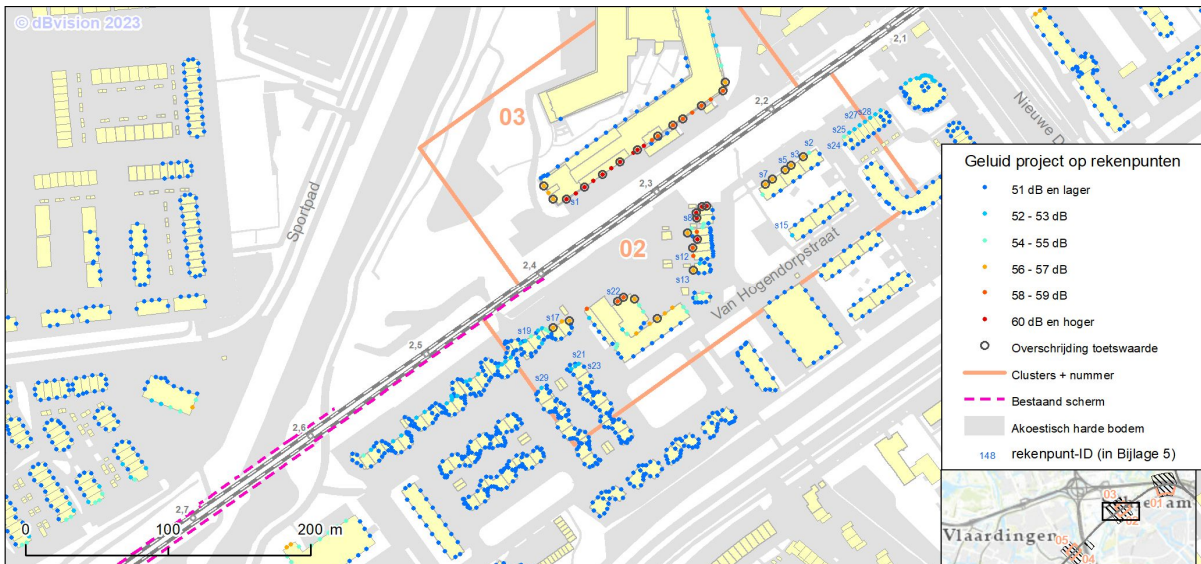 © dBvision 2023
2,1
2,2
Nieuwe D
03
s27
s28
s25
s24
s2
s3
s5
s7
s1
2,3
Sportpad
s8
s15
02
s12
s13
Van Hogendorpstraat
2,4
s22
s17
s19
2,5
s21
s23
s29
2,6
2,7
0
100
200 m
Geluid project op rekenpunten
51 dB en lager
52 - 53 dB
54 - 55 dB
56 - 57 dB
58 - 59 dB
60 dB en hoger
Overschrijding toetswaarde
Clusters + nummer
Bestaand scherm
Akoestisch harde bodem
148 rekenpunt-ID (in Bijlage 5)
03
01
02
Vlaardingen
05
04